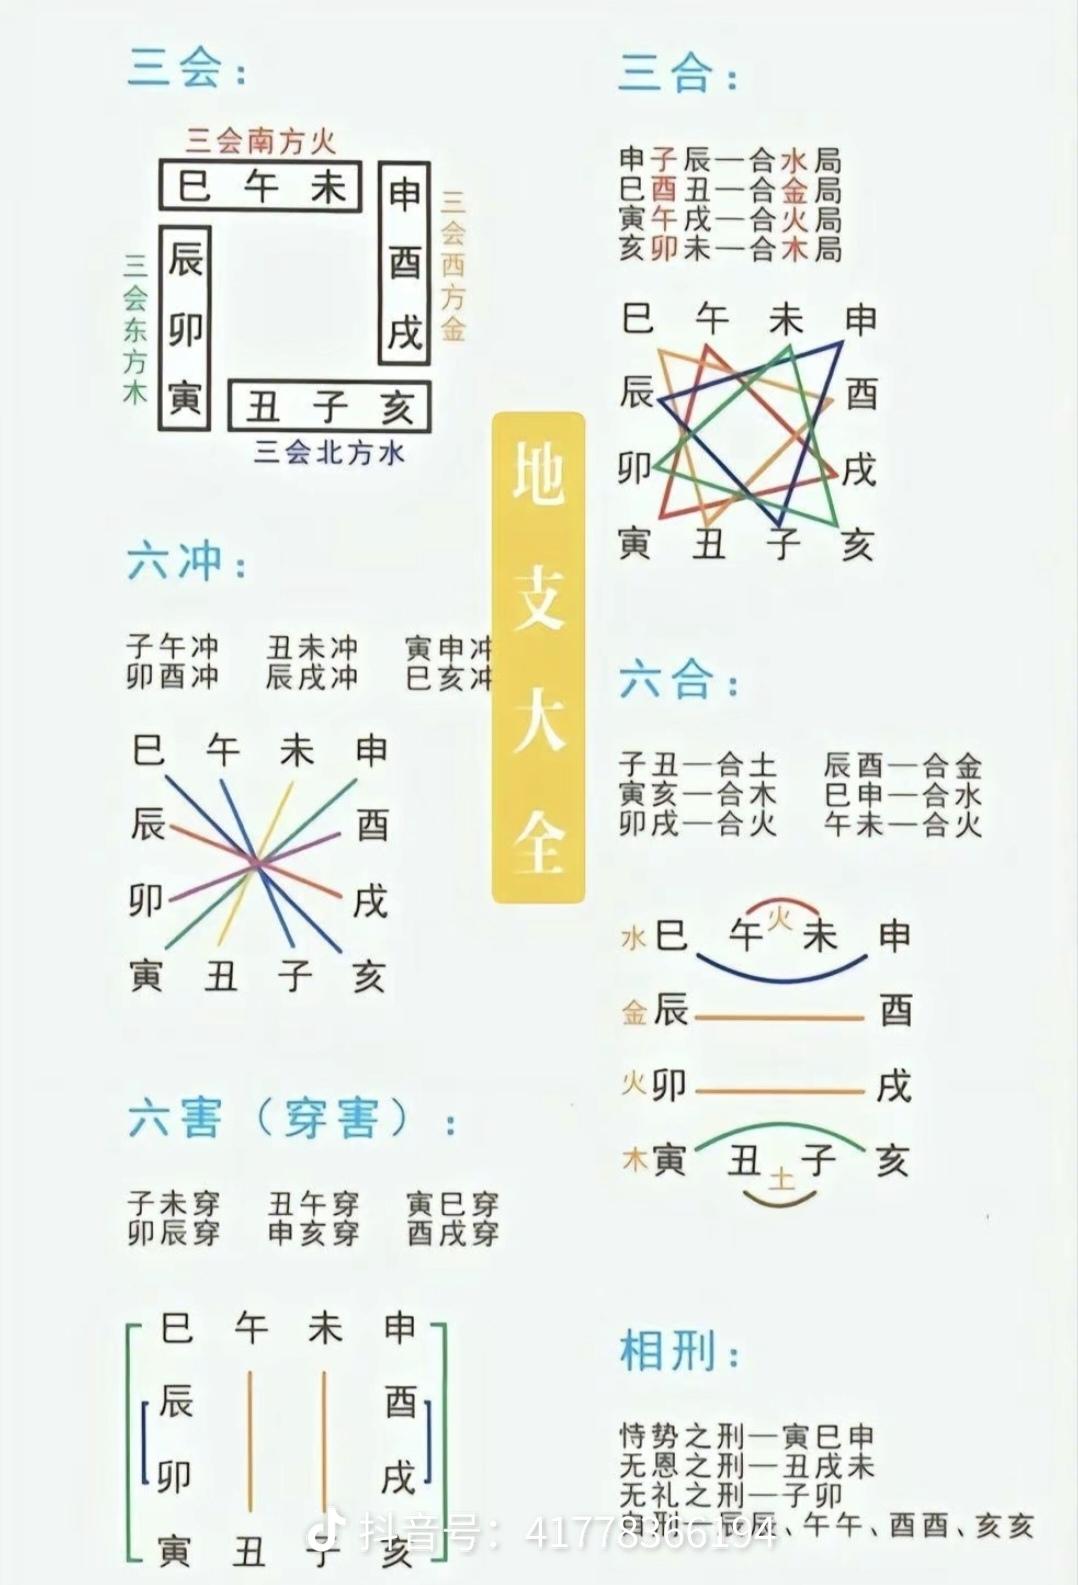 三会：
三会南方火
巳 午 未
申 酉 戌
三会西方金
辰 卯 寅
三会东方木
丑 子 亥
三会北方水
三合：
申子辰一合水局
巳酉丑一合金局
寅午戌一合火局
亥卯未一合木局
巳 午 未 申
辰 酉
卯 戌
寅 丑 子 亥
地支大全
六冲：
子午冲 丑未冲 寅申冲
卯酉冲 辰戌冲 巳亥冲
巳 午 未 申
辰 酉
卯 戌
寅 丑 子 亥
六合：
子丑一合土 辰酉一合金
寅亥一合木 巳申一合水
卯戌一合火 午未一合火
火
水 巳 午 未 申
金 辰 酉
火 卯 戌
木 寅 丑 子 亥
土
六害（穿害）：
子未穿 丑午穿 寅巳穿
卯辰穿 申亥穿 酉戌穿
巳 午 未 申
辰 酉
卯 戌
寅 丑 子 亥
相刑：
恃势之刑一寅巳申
无恩之刑一丑戌未
无礼之刑一子卯
自刑一辰辰、午午、酉酉、亥亥
抖音号：41778366194